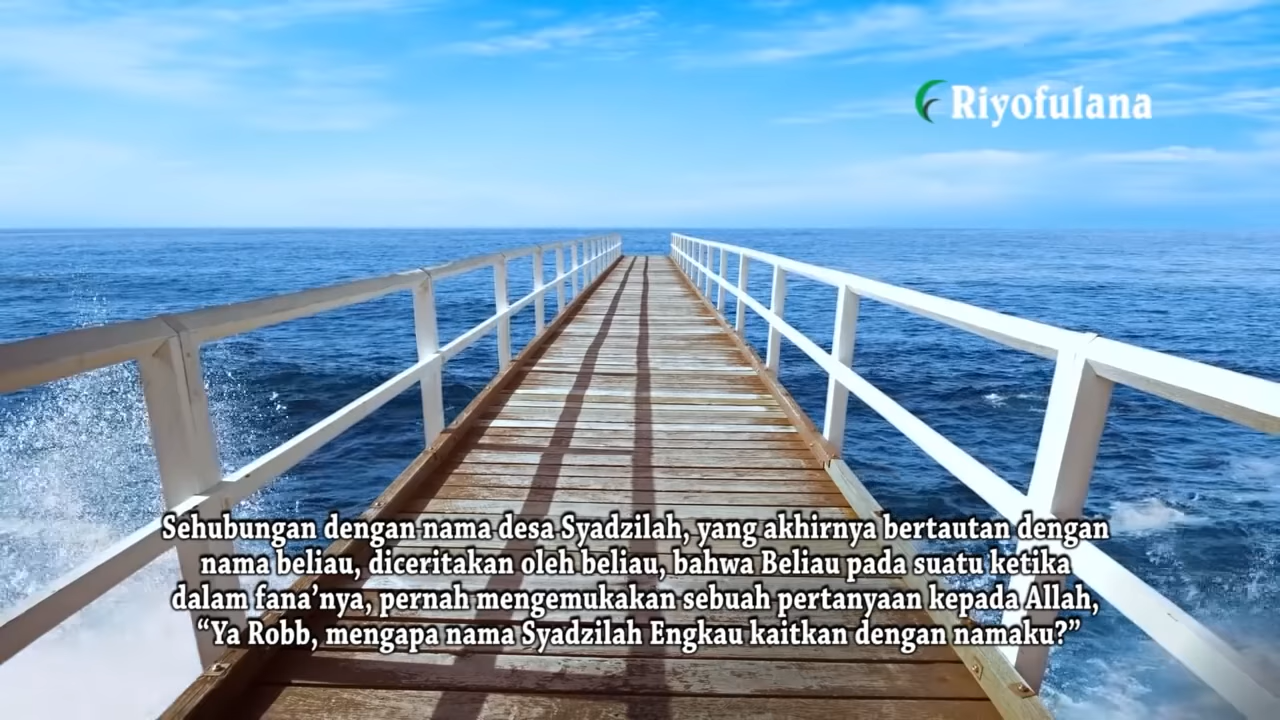 Riyofulana
Sehubungan dengan nama desa Syadzilah, yang akhirnya bertautan dengan
nama beliau, diceritakan oleh beliau, bahwa Beliau pada suatu ketika
dalam fana’nya, pernah mengemukakan sebuah pertanyaan kepada Allah,
“Ya Robb, mengapa nama Syadzilah Engkau kaitkan dengan namaku?”